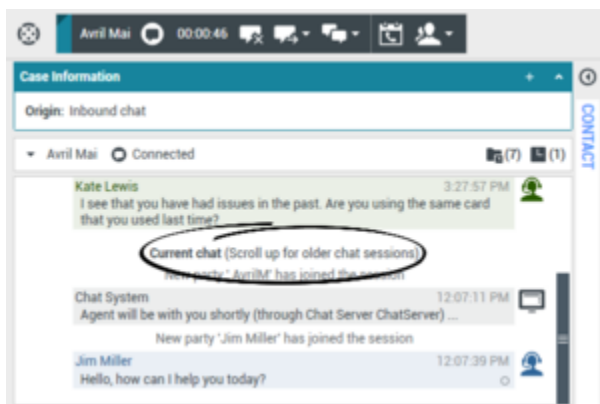 Avril Mai 00:00:46
Case Information
Origin: Inbound chat
Avril Mai Connected (7) (1)
CONTACT
Kate Lewis 3:27:57 PM
I see that you have had issues in the past. Are you using the same card
that you used last time?
Current chat (Scroll up for older chat sessions)
New party ' AvrilM' has joined the session
Chat System 12:07:11 PM
Agent will be with you shortly (through Chat Server ChatServer) ...
New party 'Jim Miller' has joined the session
Jim Miller 12:07:39 PM
Hello, how can I help you today?